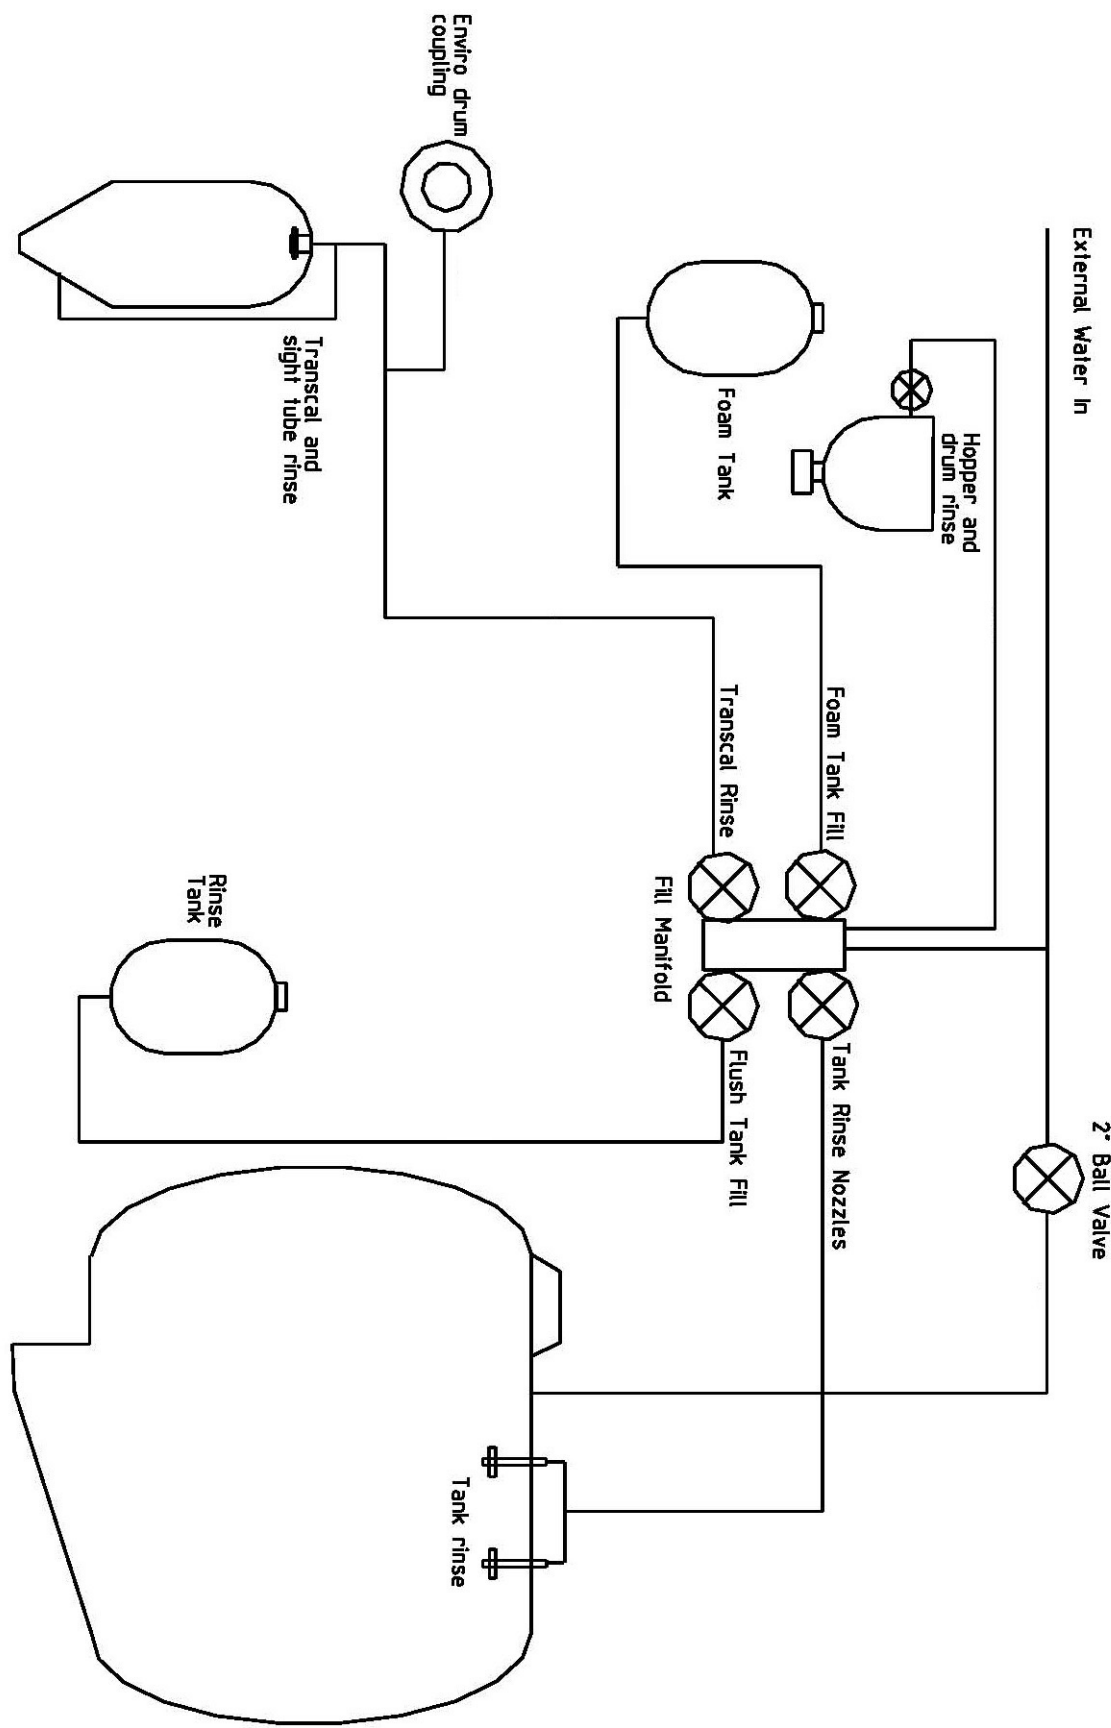 External Water In
2" Ball Valve
Hopper and
drum rinse
Foam Tank
Foam Tank Fill
Tank Rinse Nozzles
Enviro drum
coupling
Transcal Rinse
Flush Tank Fill
Fill Manifold
Transcal and
sight tube rinse
Tank rinse
Rinse
Tank